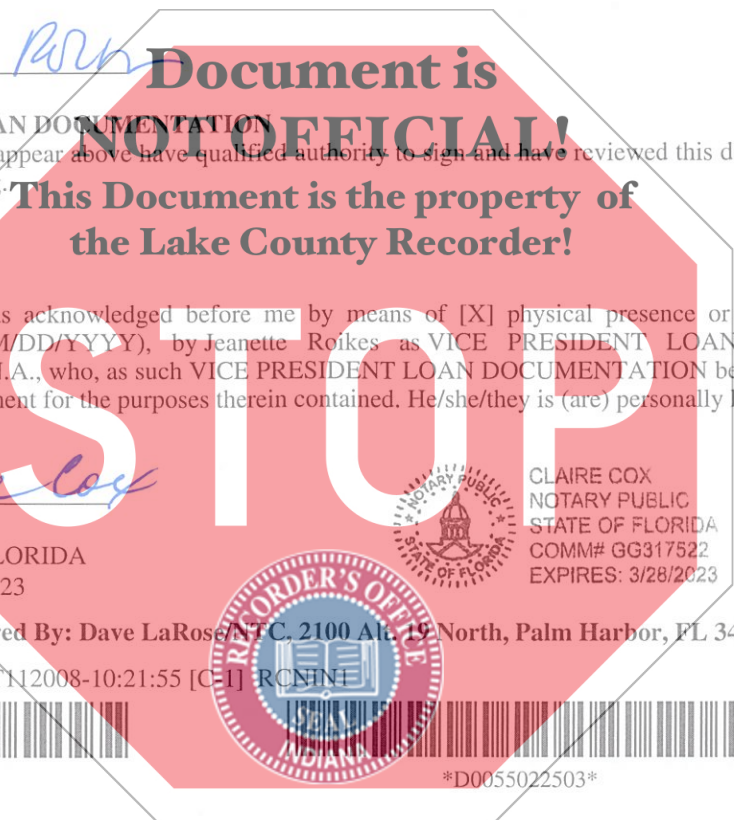 Document is
NOT OFFICIAL!
This Document is the property of
the Lake County Recorder!
STOP
AN DOCUMENTATION
appear above have qualified authority to sign and have reviewed this d
s acknowledged before me by means of [X] physical presence or
M/DD/YYYY), by Jeanette Roikes as VICE PRESIDENT LOAN
N.A., who, as such VICE PRESIDENT LOAN DOCUMENTATION be
ent for the purposes therein contained. He/she/they is (are) personally
Cox
NOTARY PUBLIC
STATE OF FLORIDA
CLAIRE COX
NOTARY PUBLIC
STATE OF FLORIDA
COMM# GG317522
EXPIRES: 3/28/2023
LORIDA
23
ed By: Dave LaRose/NTC, 2100 Alt. 19 North, Palm Harbor, FL 34
T112008-10:21:55 [C-1] RCNIN1
RECORDER'S OFFICE
SEAL
INDIANA
*D0055022503*